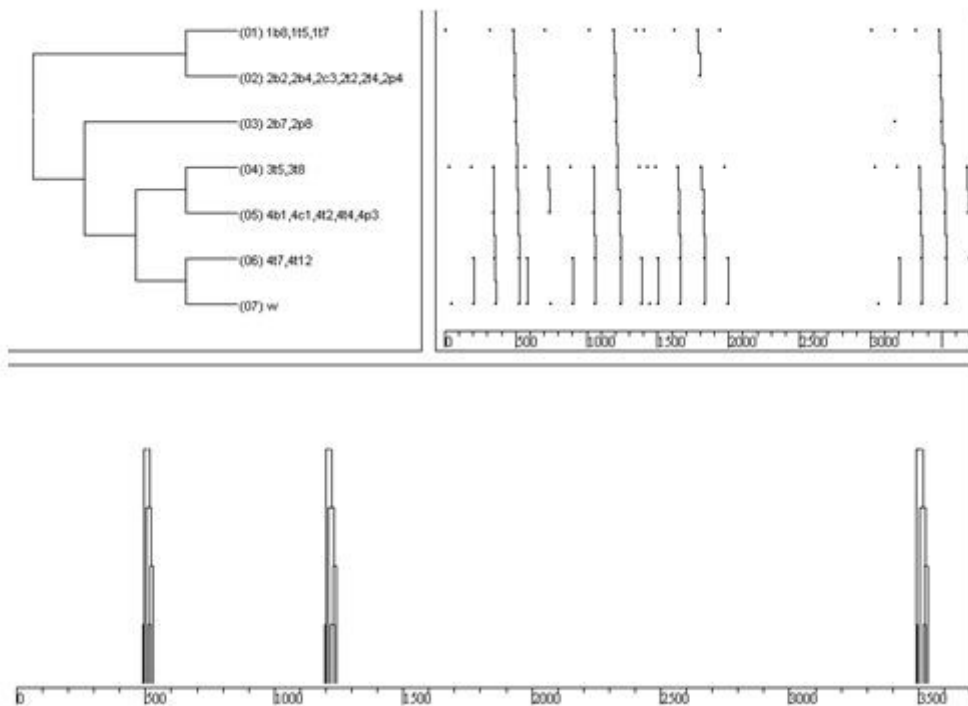 (01) 1b8,1t5,1t7
(02) 2b2,2b4,2c3,2t2,2t4,2p4
(03) 2b7,2p8
(04) 3t5,3t8
(05) 4b1,4c1,4t2,4t4,4p3
(06) 4t7,4t12
(07) w
0 500 1000 1500 2000 2500 3000
0 500 1000 1500 2000 2500 3000 3500